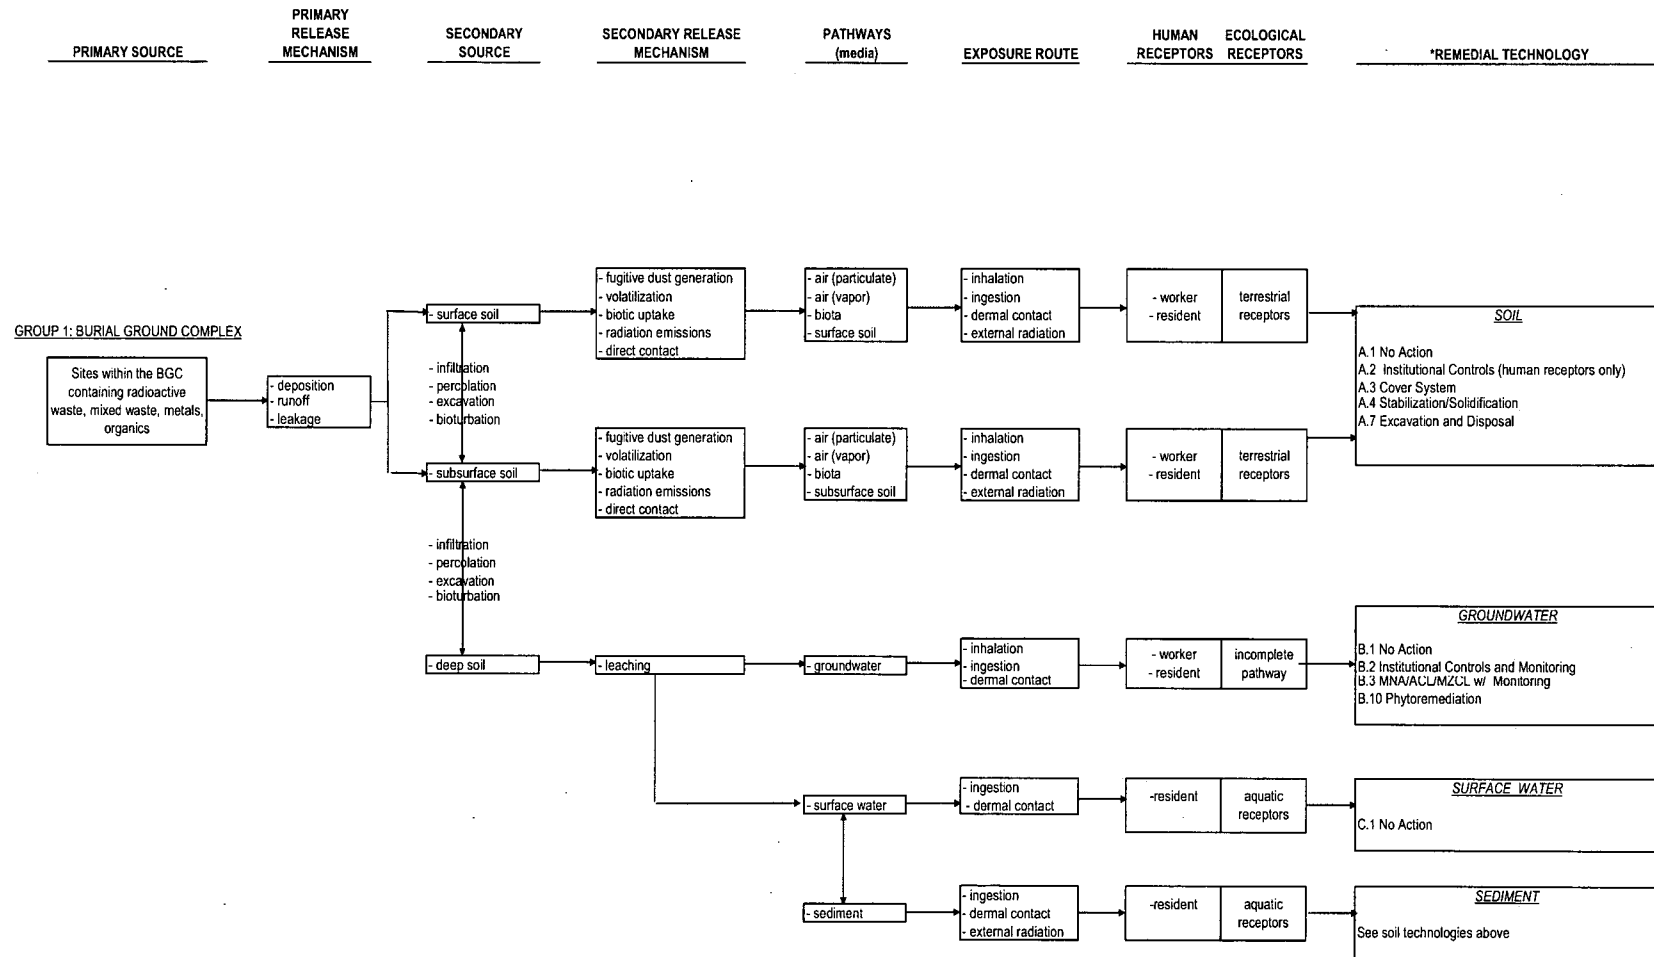 PRIMARY SOURCE
PRIMARY
RELEASE
MECHANISM
SECONDARY
SOURCE
SECONDARY RELEASE
MECHANISM
PATHWAYS
(media)
EXPOSURE ROUTE
HUMAN
RECEPTORS
ECOLOGICAL
RECEPTORS
*REMEDIAL TECHNOLOGY
GROUP 1: BURIAL GROUND COMPLEX
Sites within the BGC
containing radioactive
waste, mixed waste, metals,
organics
- deposition
- runoff
- leakage
- surface soil
- infiltration
- percolation
- excavation
- bioturbation
- subsurface soil
- infiltration
- percolation
- excavation
- bioturbation
- deep soil
- fugitive dust generation
- volatilization
- biotic uptake
- radiation emissions
- direct contact
- air (particulate)
- air (vapor)
- biota
- surface soil
- inhalation
- ingestion
- dermal contact
- external radiation
- worker
- resident
terrestrial
receptors
- fugitive dust generation
- volatilization
- biotic uptake
- radiation emissions
- direct contact
- air (particulate)
- air (vapor)
- biota
- subsurface soil
- inhalation
- ingestion
- dermal contact
- external radiation
- worker
- resident
terrestrial
receptors
SOIL
A.1 No Action
A.2 Institutional Controls (human receptors only)
A.3 Cover System
A.4 Stabilization/Solidification
A.7 Excavation and Disposal
- leaching
- groundwater
- inhalation
- ingestion
- dermal contact
- worker
- resident
incomplete
pathway
GROUNDWATER
B.1 No Action
B.2 Institutional Controls and Monitoring
B.3 MNA/ACL/MZCL w/ Monitoring
B.10 Phytoremediation
- surface water
- ingestion
- dermal contact
-resident
aquatic
receptors
SURFACE WATER
C.1 No Action
- sediment
- ingestion
- dermal contact
- external radiation
-resident
aquatic
receptors
SEDIMENT
See soil technologies above